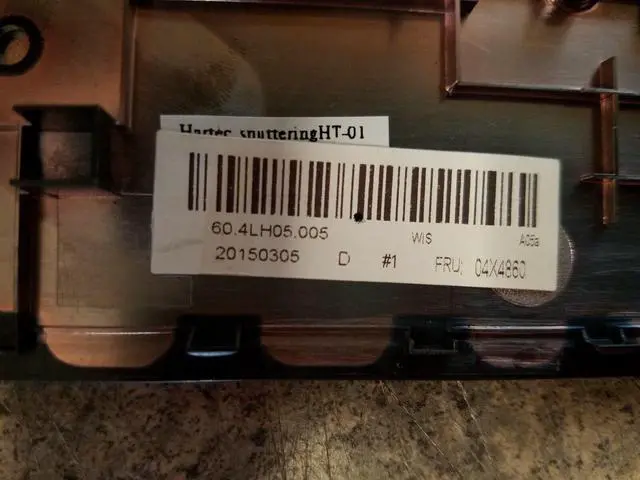 Hartec sputteringHT-01
60.4LH05.005 WIS A05a
20150305 D #1 FRU: 04X4860